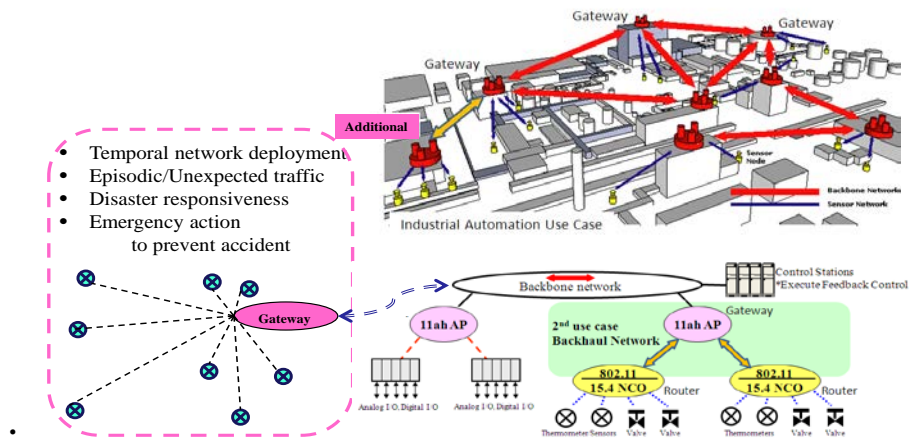 Gateway
Gateway
Gateway
Additional
• Temporal network deployment
• Episodic/Unexpected traffic
• Disaster responsiveness
• Emergency action
to prevent accident
Sensor
Node
Backbone Network
Sensor Network
Industrial Automation Use Case
Gateway
Backbone network
Control Stations
*Execute Feedback Control
Gateway
11ah AP
2nd use case
Backhaul Network
11ah AP
802.11
15.4 NCO
Router
802.11
15.4 NCO
Router
Analog I/O, Digital I/O
Analog I/O, Digital I/O
Thermometer Sensors
Valve
Valve
Thermometers
Valve
Valve
•